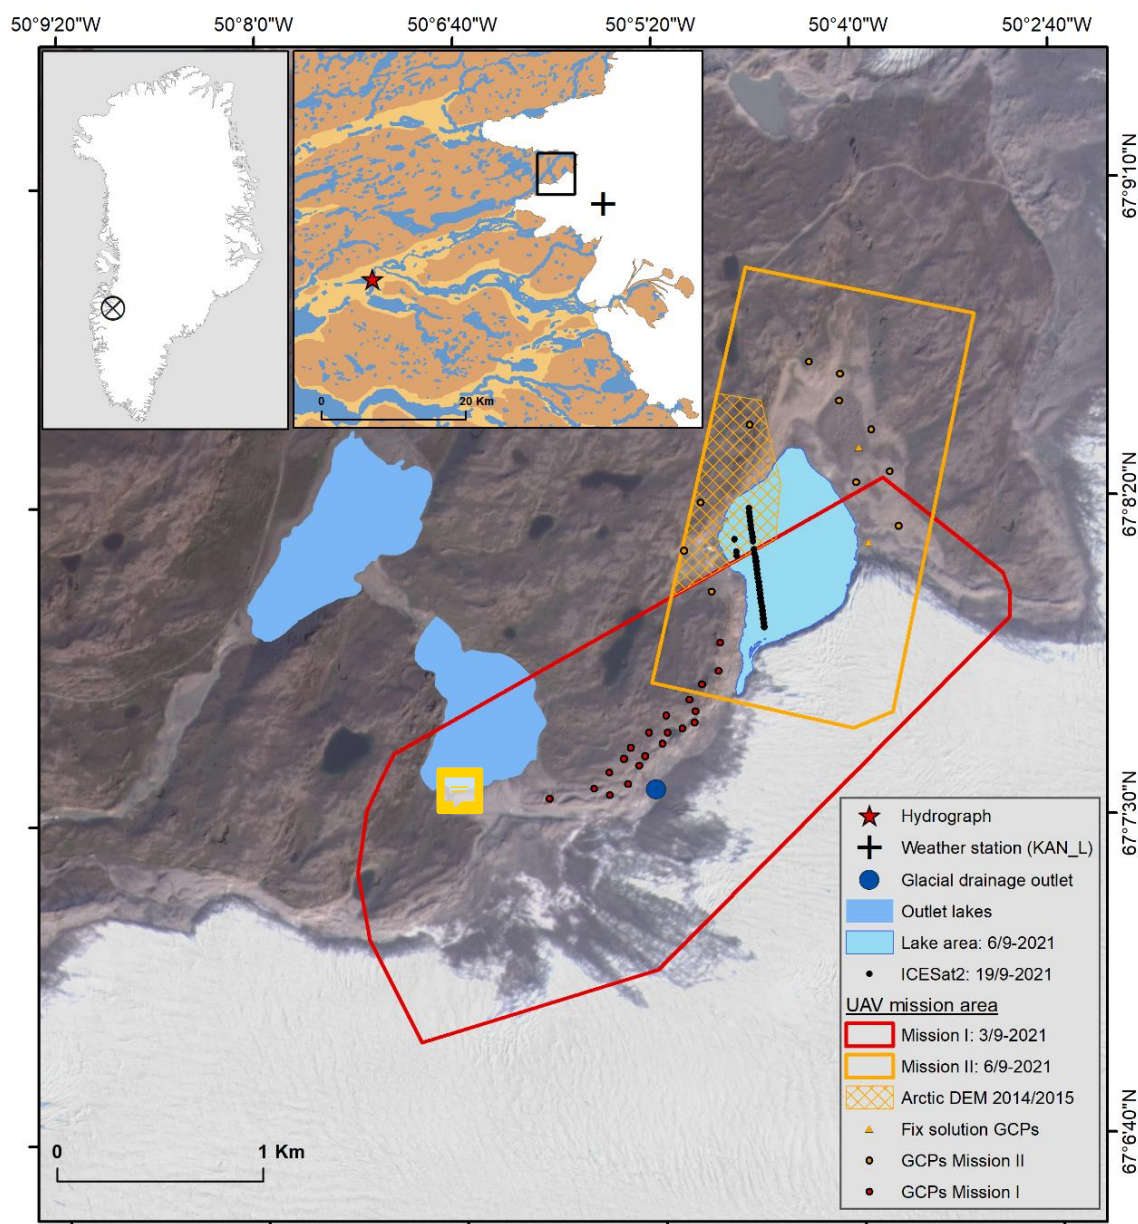 50°9'20"W 50°8'0"W 50°6'40"W 50°5'20"W 50°4'0"W 50°2'40"W
67°9'10"N
0 20 Km
67°8'20"N
67°7'30"N
67°6'40"N
0 1 Km
Hydrograph
Weather station (KAN_L)
Glacial drainage outlet
Outlet lakes
Lake area: 6/9-2021
ICESat2: 19/9-2021
UAV mission area
Mission I: 3/9-2021
Mission II: 6/9-2021
Arctic DEM 2014/2015
Fix solution GCPs
GCPs Mission II
GCPs Mission I